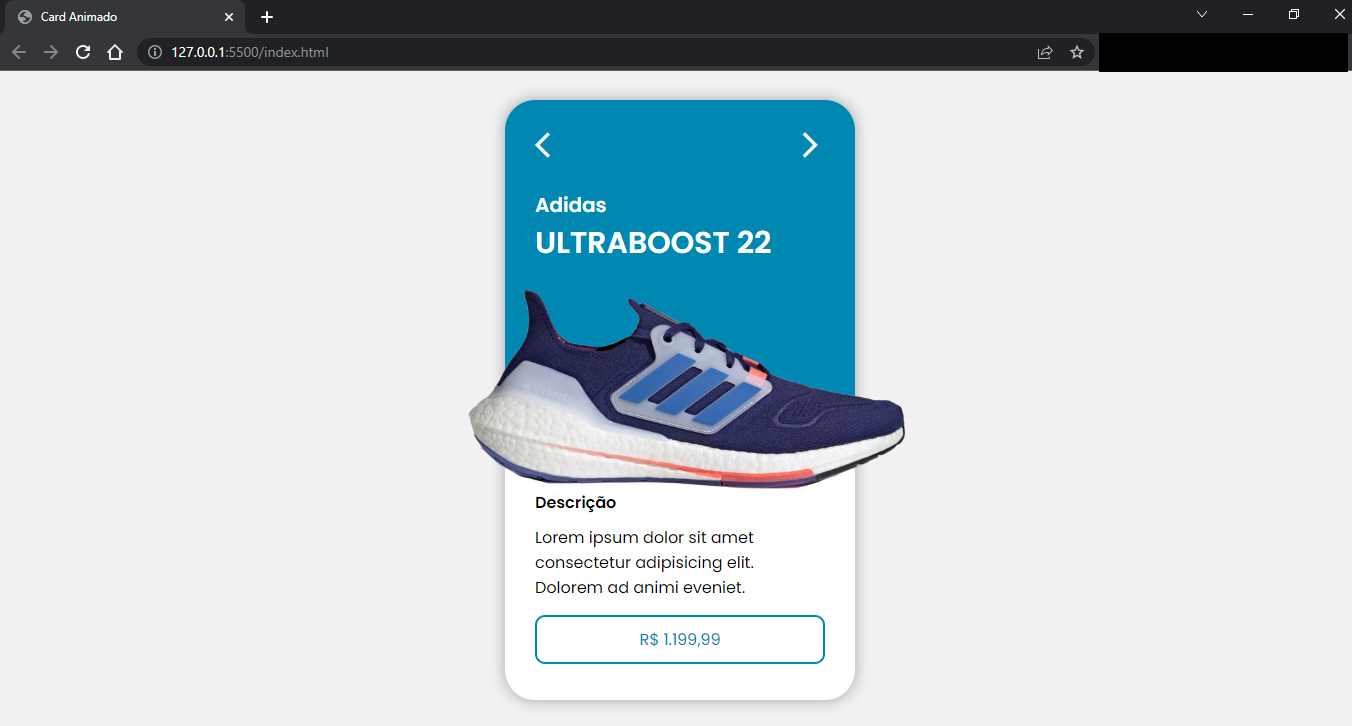 Card Animado
127.0.0.1:5500/index.html
Adidas
ULTRABOOST 22
Descrição
Lorem ipsum dolor sit amet
consectetur adipisicing elit.
Dolorem ad animi eveniet.
R$ 1.199,99